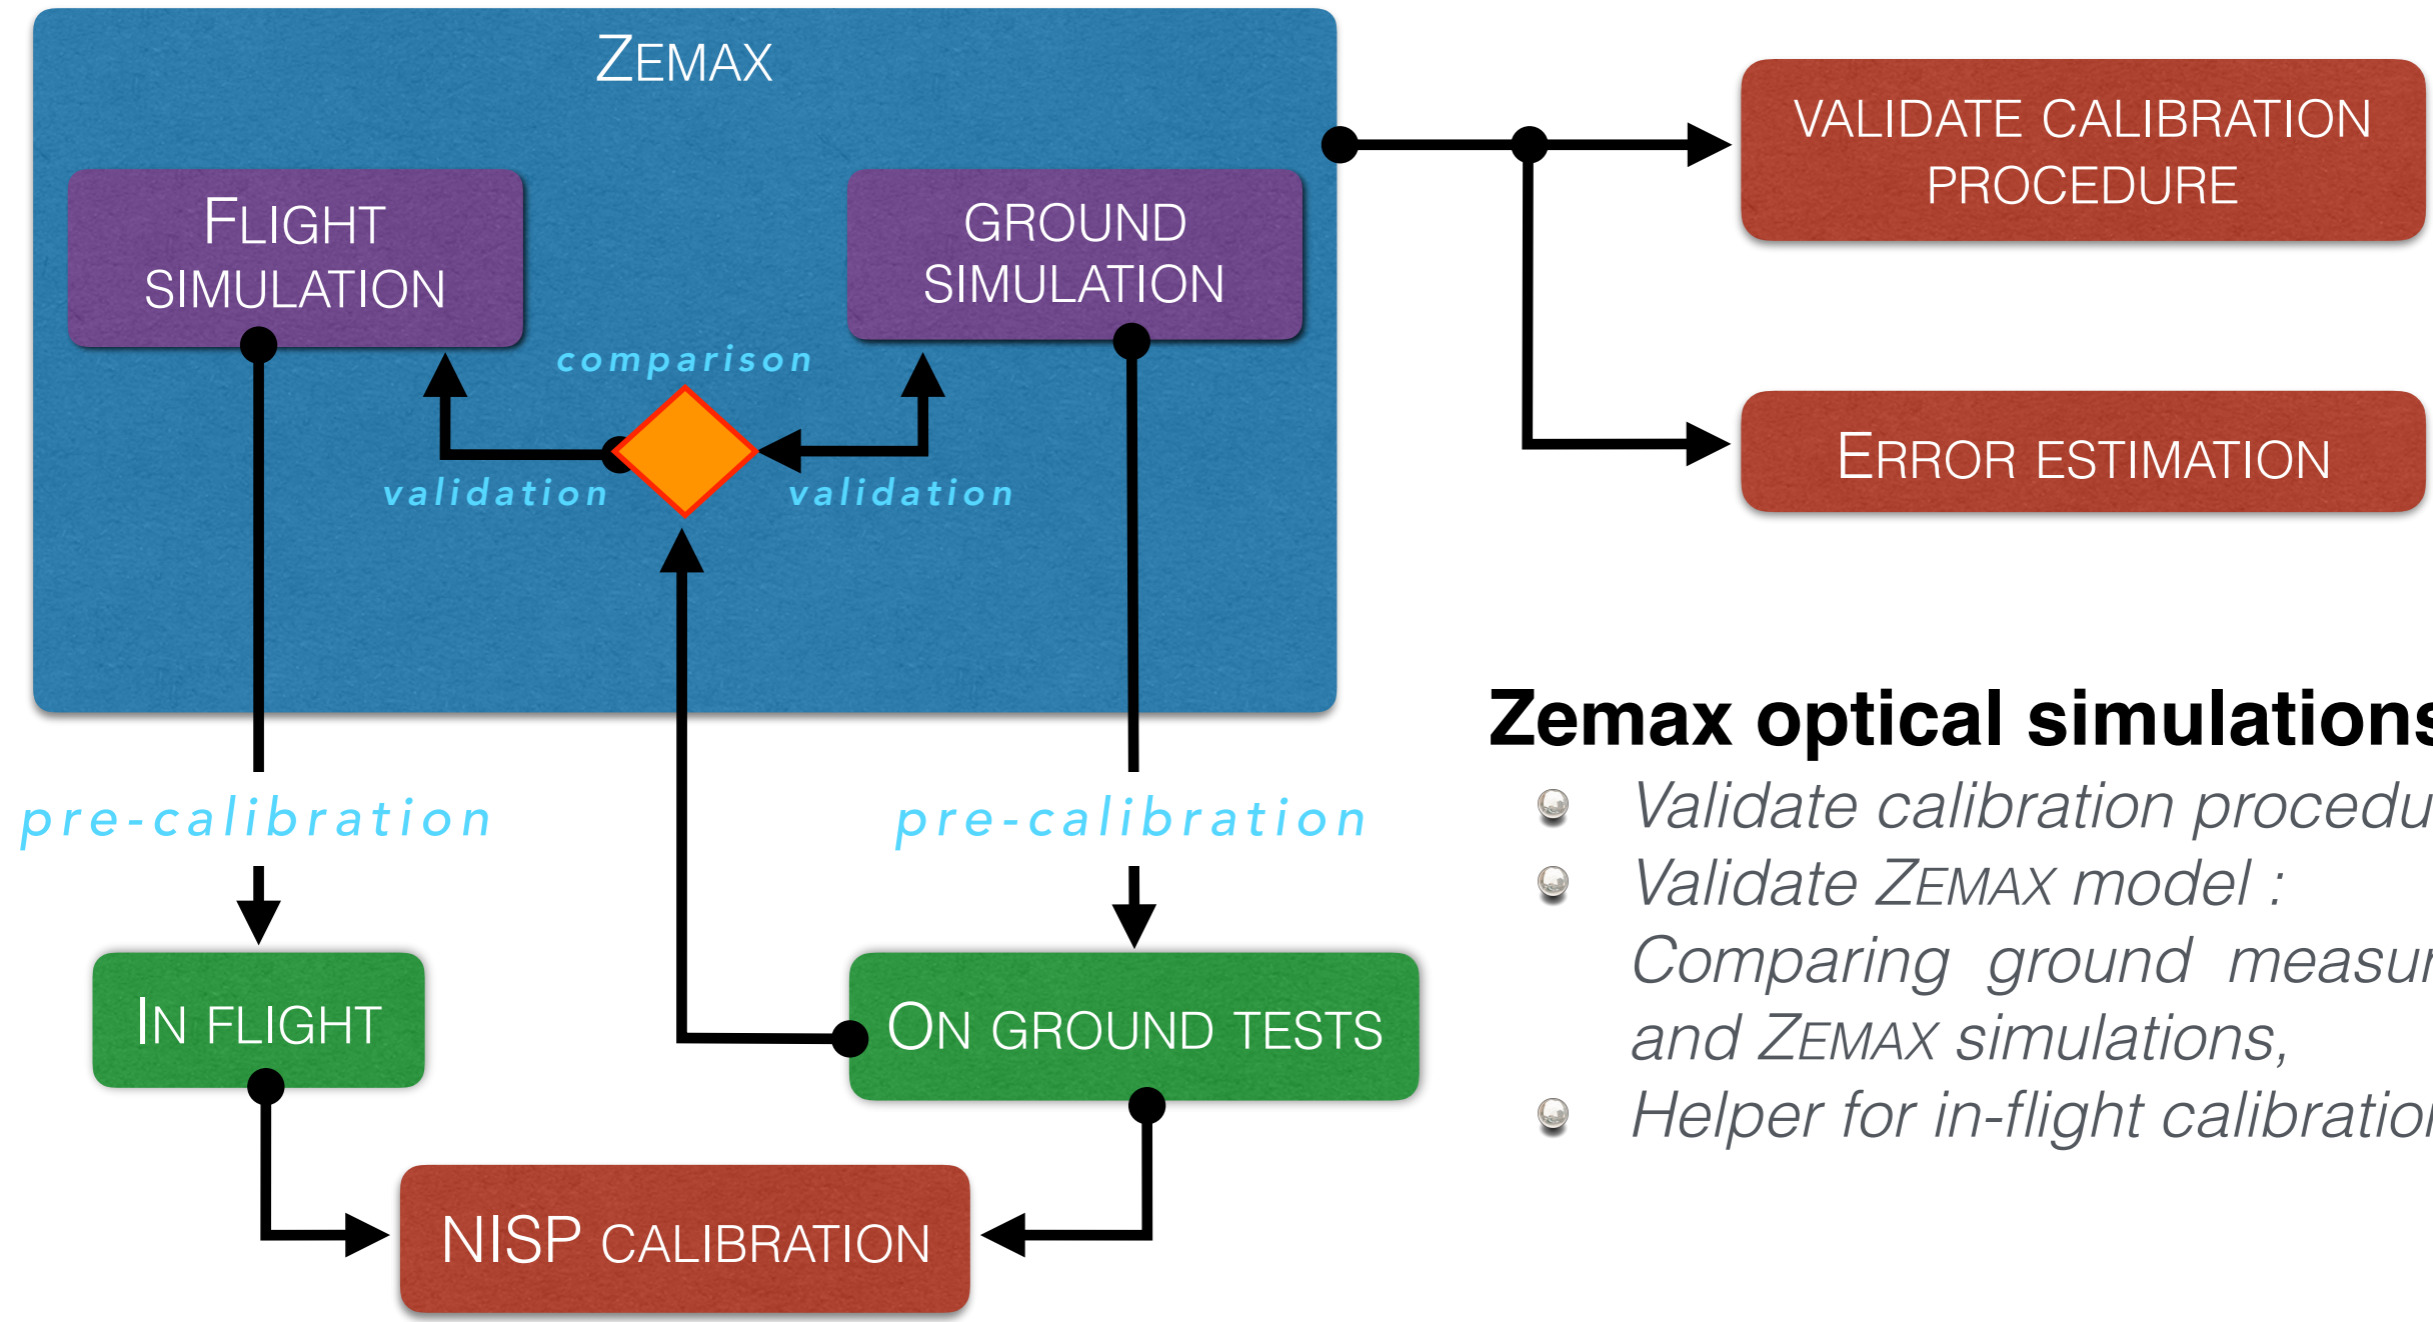 ZEMAX
FLIGHT
SIMULATION
GROUND
SIMULATION
comparison
validation
validation
VALIDATE CALIBRATION
PROCEDURE
ERROR ESTIMATION
pre-calibration
pre-calibration
IN FLIGHT
ON GROUND TESTS
NISP CALIBRATION
Zemax optical simulations
Validate calibration procedu
Validate ZEMAX model :
Comparing ground measur
and ZEMAX simulations,
Helper for in-flight calibration